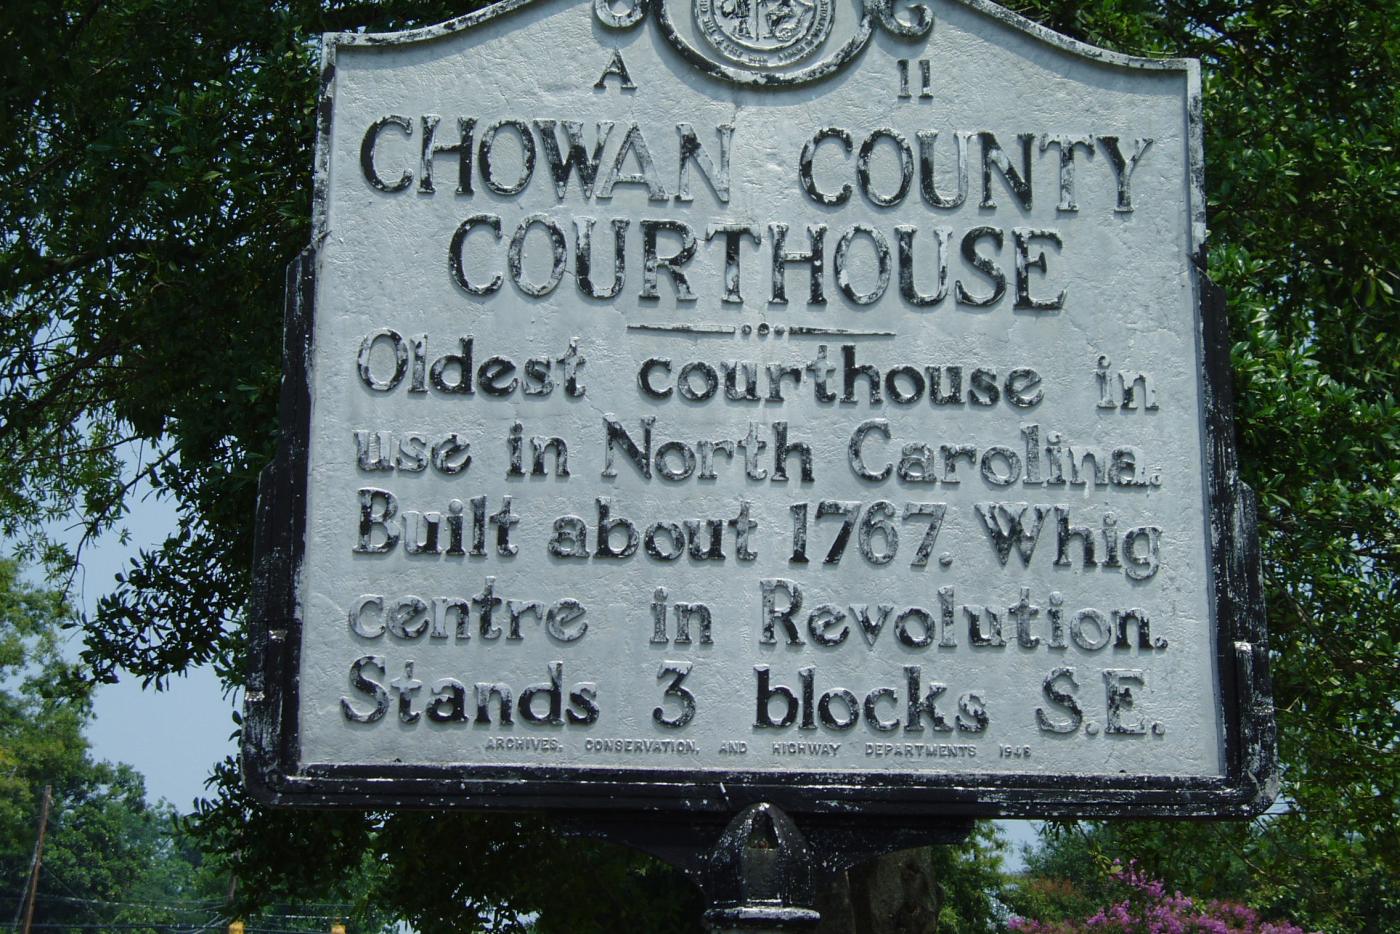 A 11
CHOWAN COUNTY
COURTHOUSE
Oldest courthouse in
use in North Carolina.
Built about 1767. Whig
centre in Revolution.
Stands 3 blocks S.E.
ARCHIVES, CONSERVATION, AND HIGHWAY DEPARTMENTS 1948